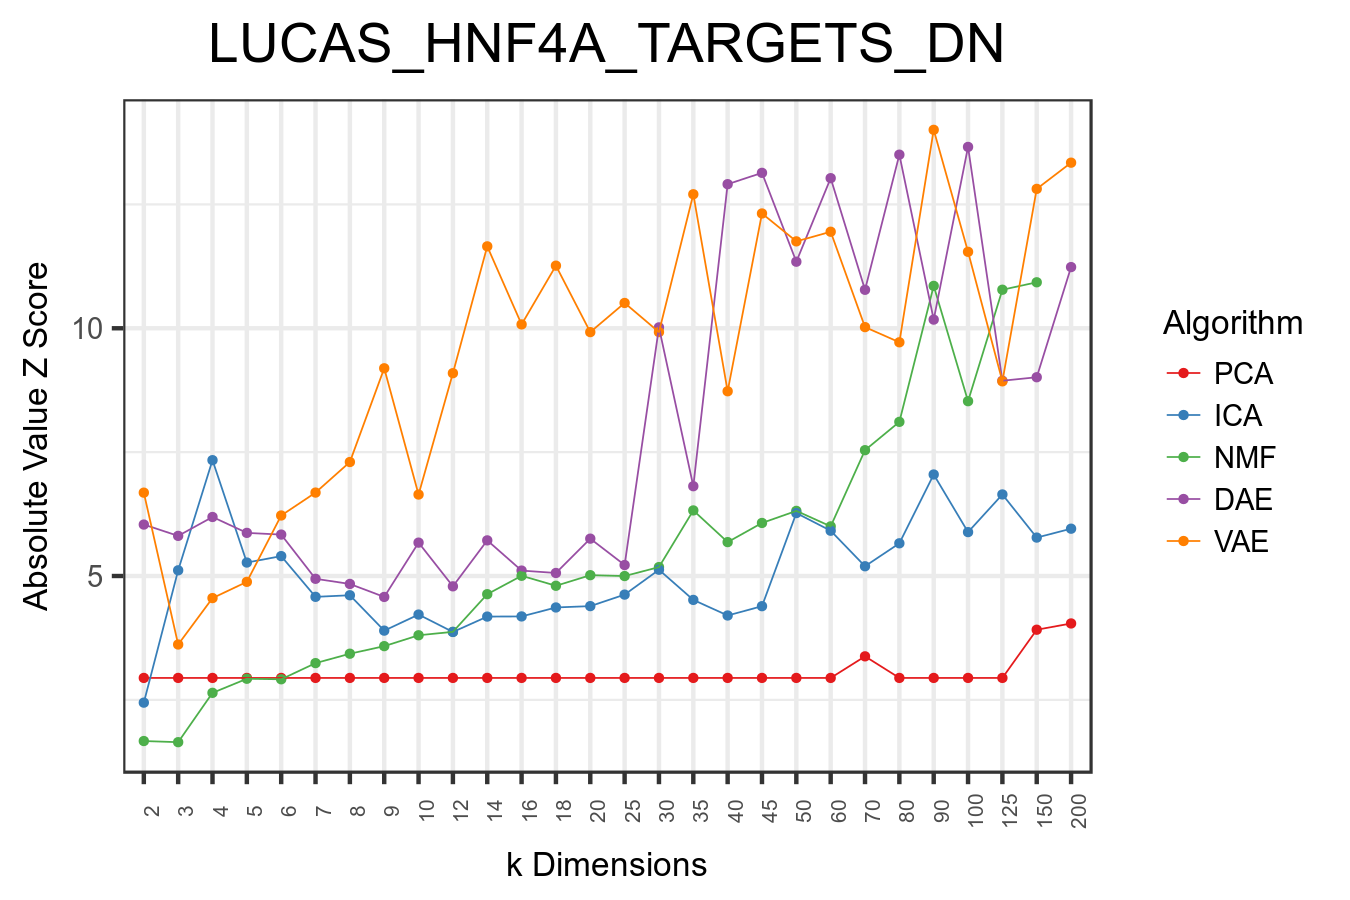 LUCAS_HNF4A_TARGETS_DN
Absolute Value Z Score
10
5
2 3 4 5 6 7 8 9 10 12 14 16 18 20 25 30 35 40 45 50 60 70 80 90 100 125 150 200
k Dimensions
Algorithm
PCA
ICA
NMF
DAE
VAE